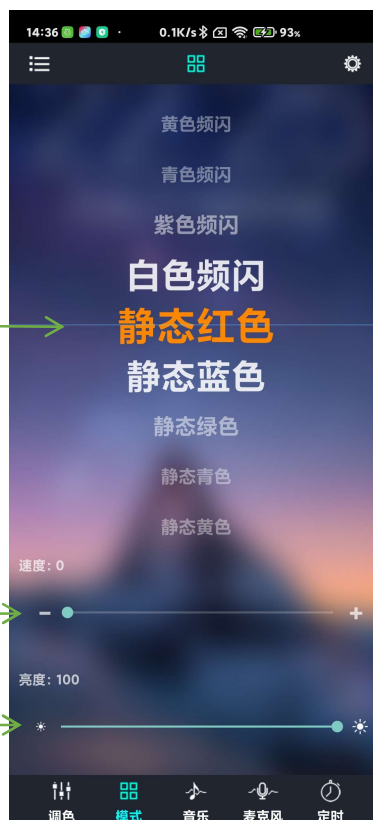 14:36 0.1K/s 93%
黄色频闪
青色频闪
紫色频闪
白色频闪
静态红色
静态蓝色
静态绿色
静态青色
静态黄色
速度: 0
亮度: 100
调色 模式 音乐 麦克风 定时